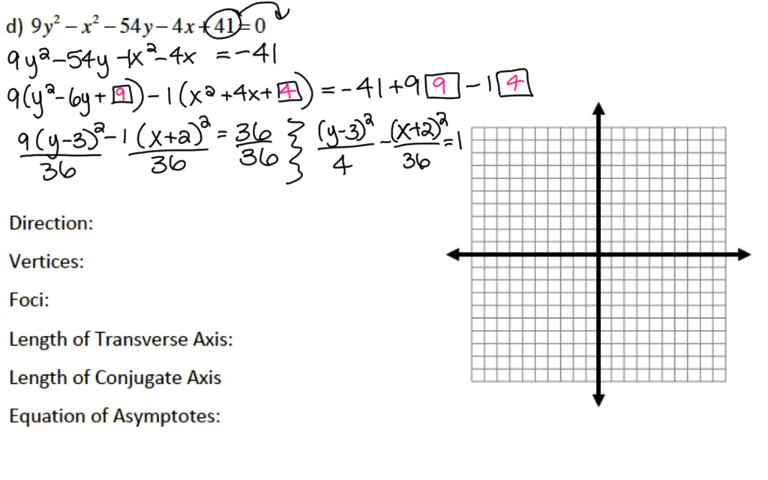 d) 9y² − x² − 54y − 4x + 41 = 0
9y² − 54y + -x² − 4x = −41
9(y² − 6y + 9) − 1(x² + 4x + 4) = −41 + 9 9 − 1 4
9(y−3)²/36 − 1(x+2)²/36 = 36/36 } (y−3)²/4 − (x+2)²/36 = 1
Direction:
Vertices:
Foci:
Length of Transverse Axis:
Length of Conjugate Axis
Equation of Asymptotes: